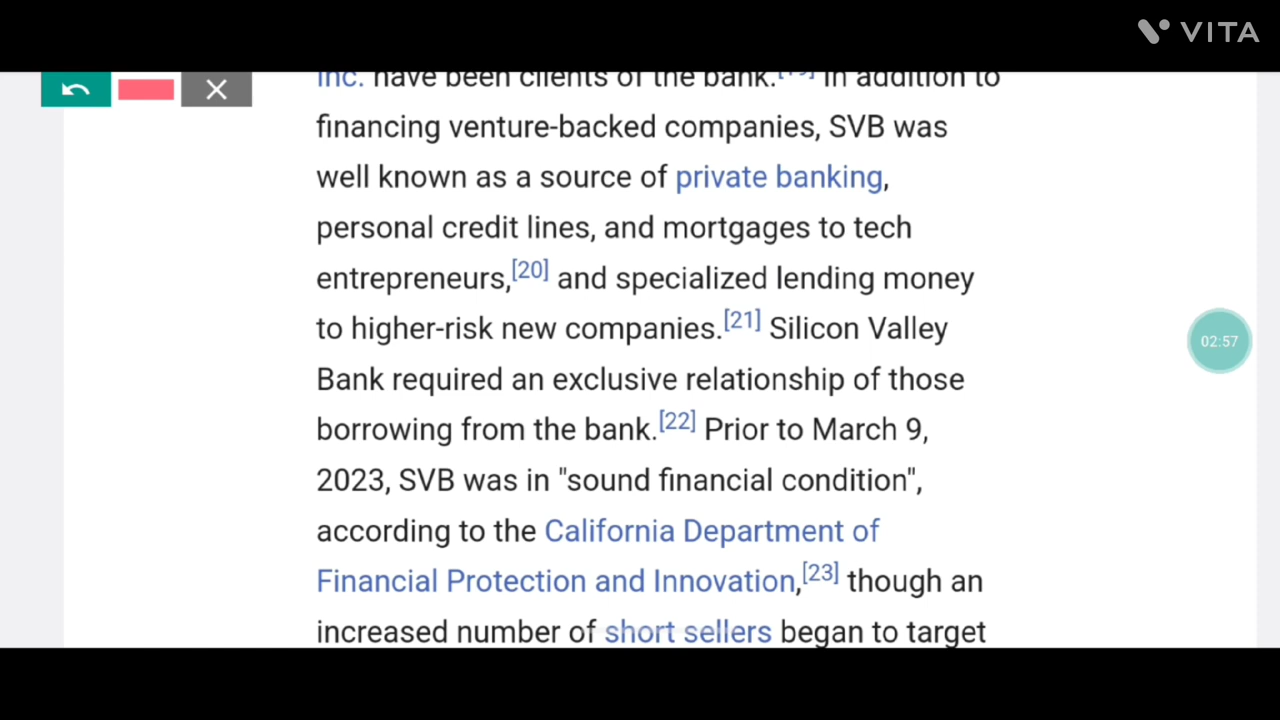 VITA
Inc. have been clients of the bank.[19] In addition to
financing venture-backed companies, SVB was
well known as a source of private banking,
personal credit lines, and mortgages to tech
entrepreneurs,[20] and specialized lending money
to higher-risk new companies.[21] Silicon Valley
02:57
Bank required an exclusive relationship of those
borrowing from the bank.[22] Prior to March 9,
2023, SVB was in "sound financial condition",
according to the California Department of
Financial Protection and Innovation,[23] though an
increased number of short sellers began to target